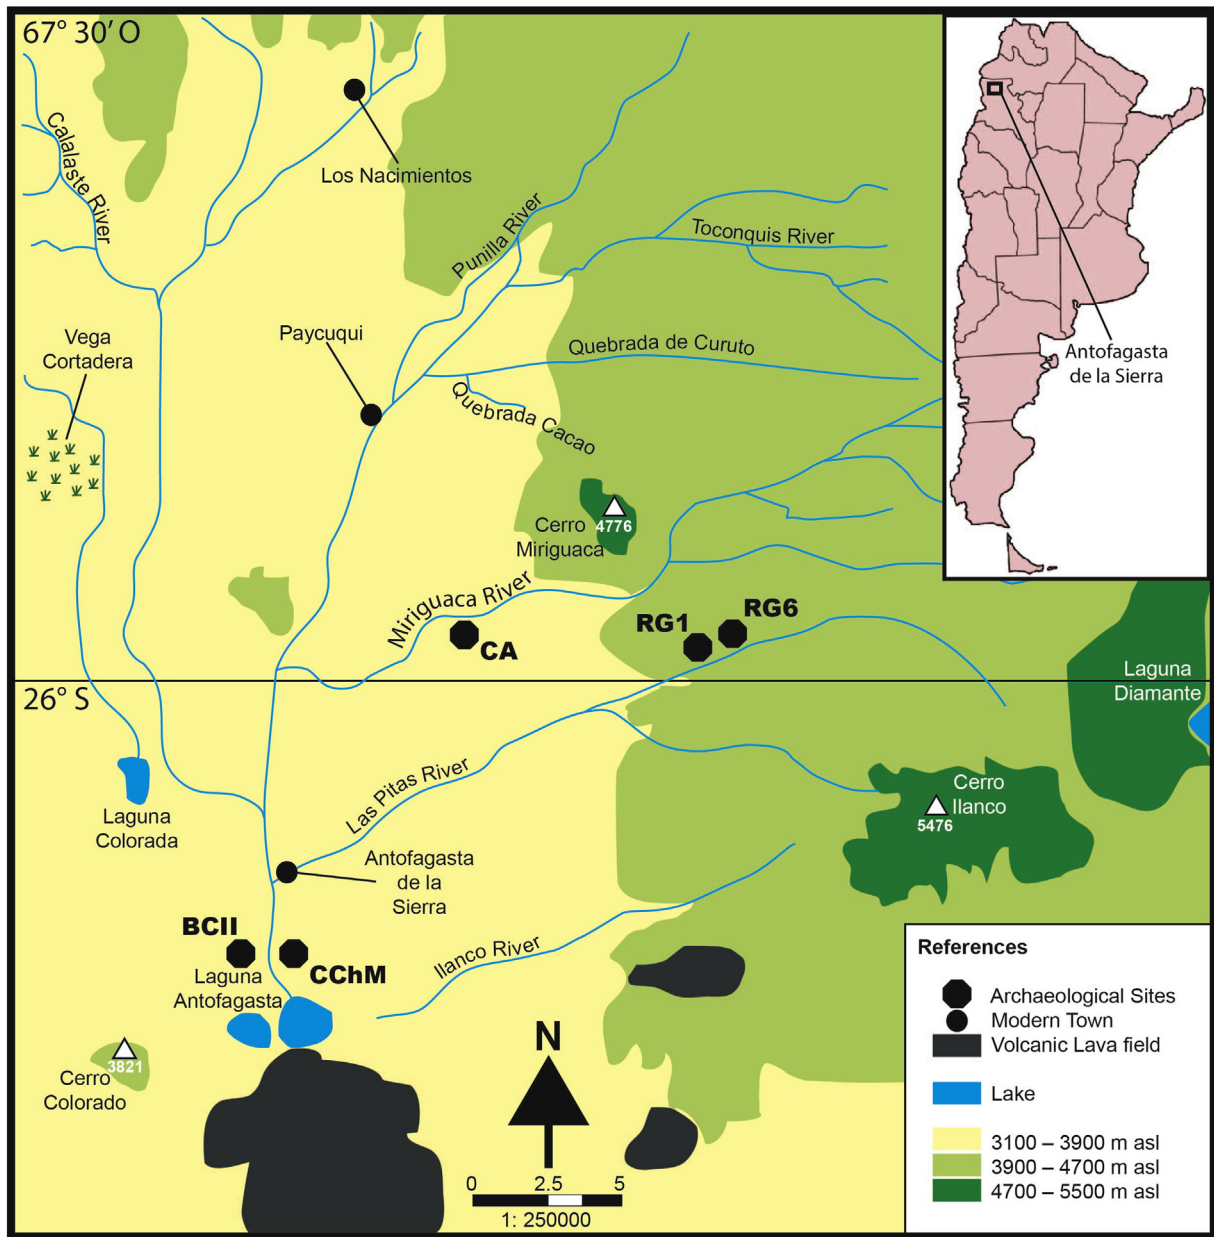 67° 30′ O
Calalaste River
Los Nacimientos
Punilla River
Toconquis River
Vega
Cortadera
Paycuqui
Quebrada de Curuto
Quebrada Cacao
Antofagasta
de la Sierra
4776
Cerro
Miriguaca
Miriguaca River
CA
RG1
RG6
26° S
Laguna
Diamante
Laguna
Colorada
Las Pitas River
Cerro
Ilanco
5476
Antofagasta
de la
Sierra
BCII
CChM
Laguna
Antofagasta
Ilanco River
3821
Cerro
Colorado
N
0 2.5 5
1: 250000
References
Archaeological Sites
Modern Town
Volcanic Lava field
Lake
3100 – 3900 m asl
3900 – 4700 m asl
4700 – 5500 m asl